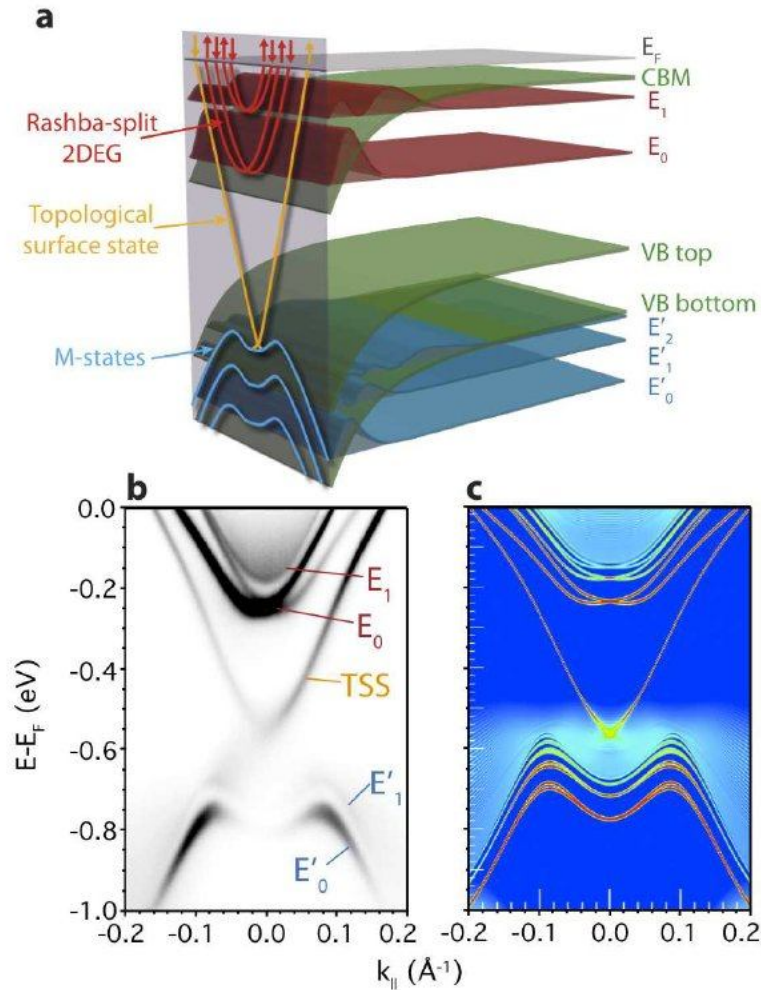 a
E_F
CBM
E_1
Rashba-split
2DEG
E_0
Topological
surface state
VB top
VB bottom
E'_2
M-states
E'_1
E'_0
b
c
0.0
-0.2
-0.4
-0.6
-0.8
-1.0
E-E_F (eV)
E_1
E_0
TSS
E'_1
E'_0
-0.2 -0.1 0.0 0.1 0.2
-0.2 -0.1 0.0 0.1 0.2
k_|| (Å⁻¹)